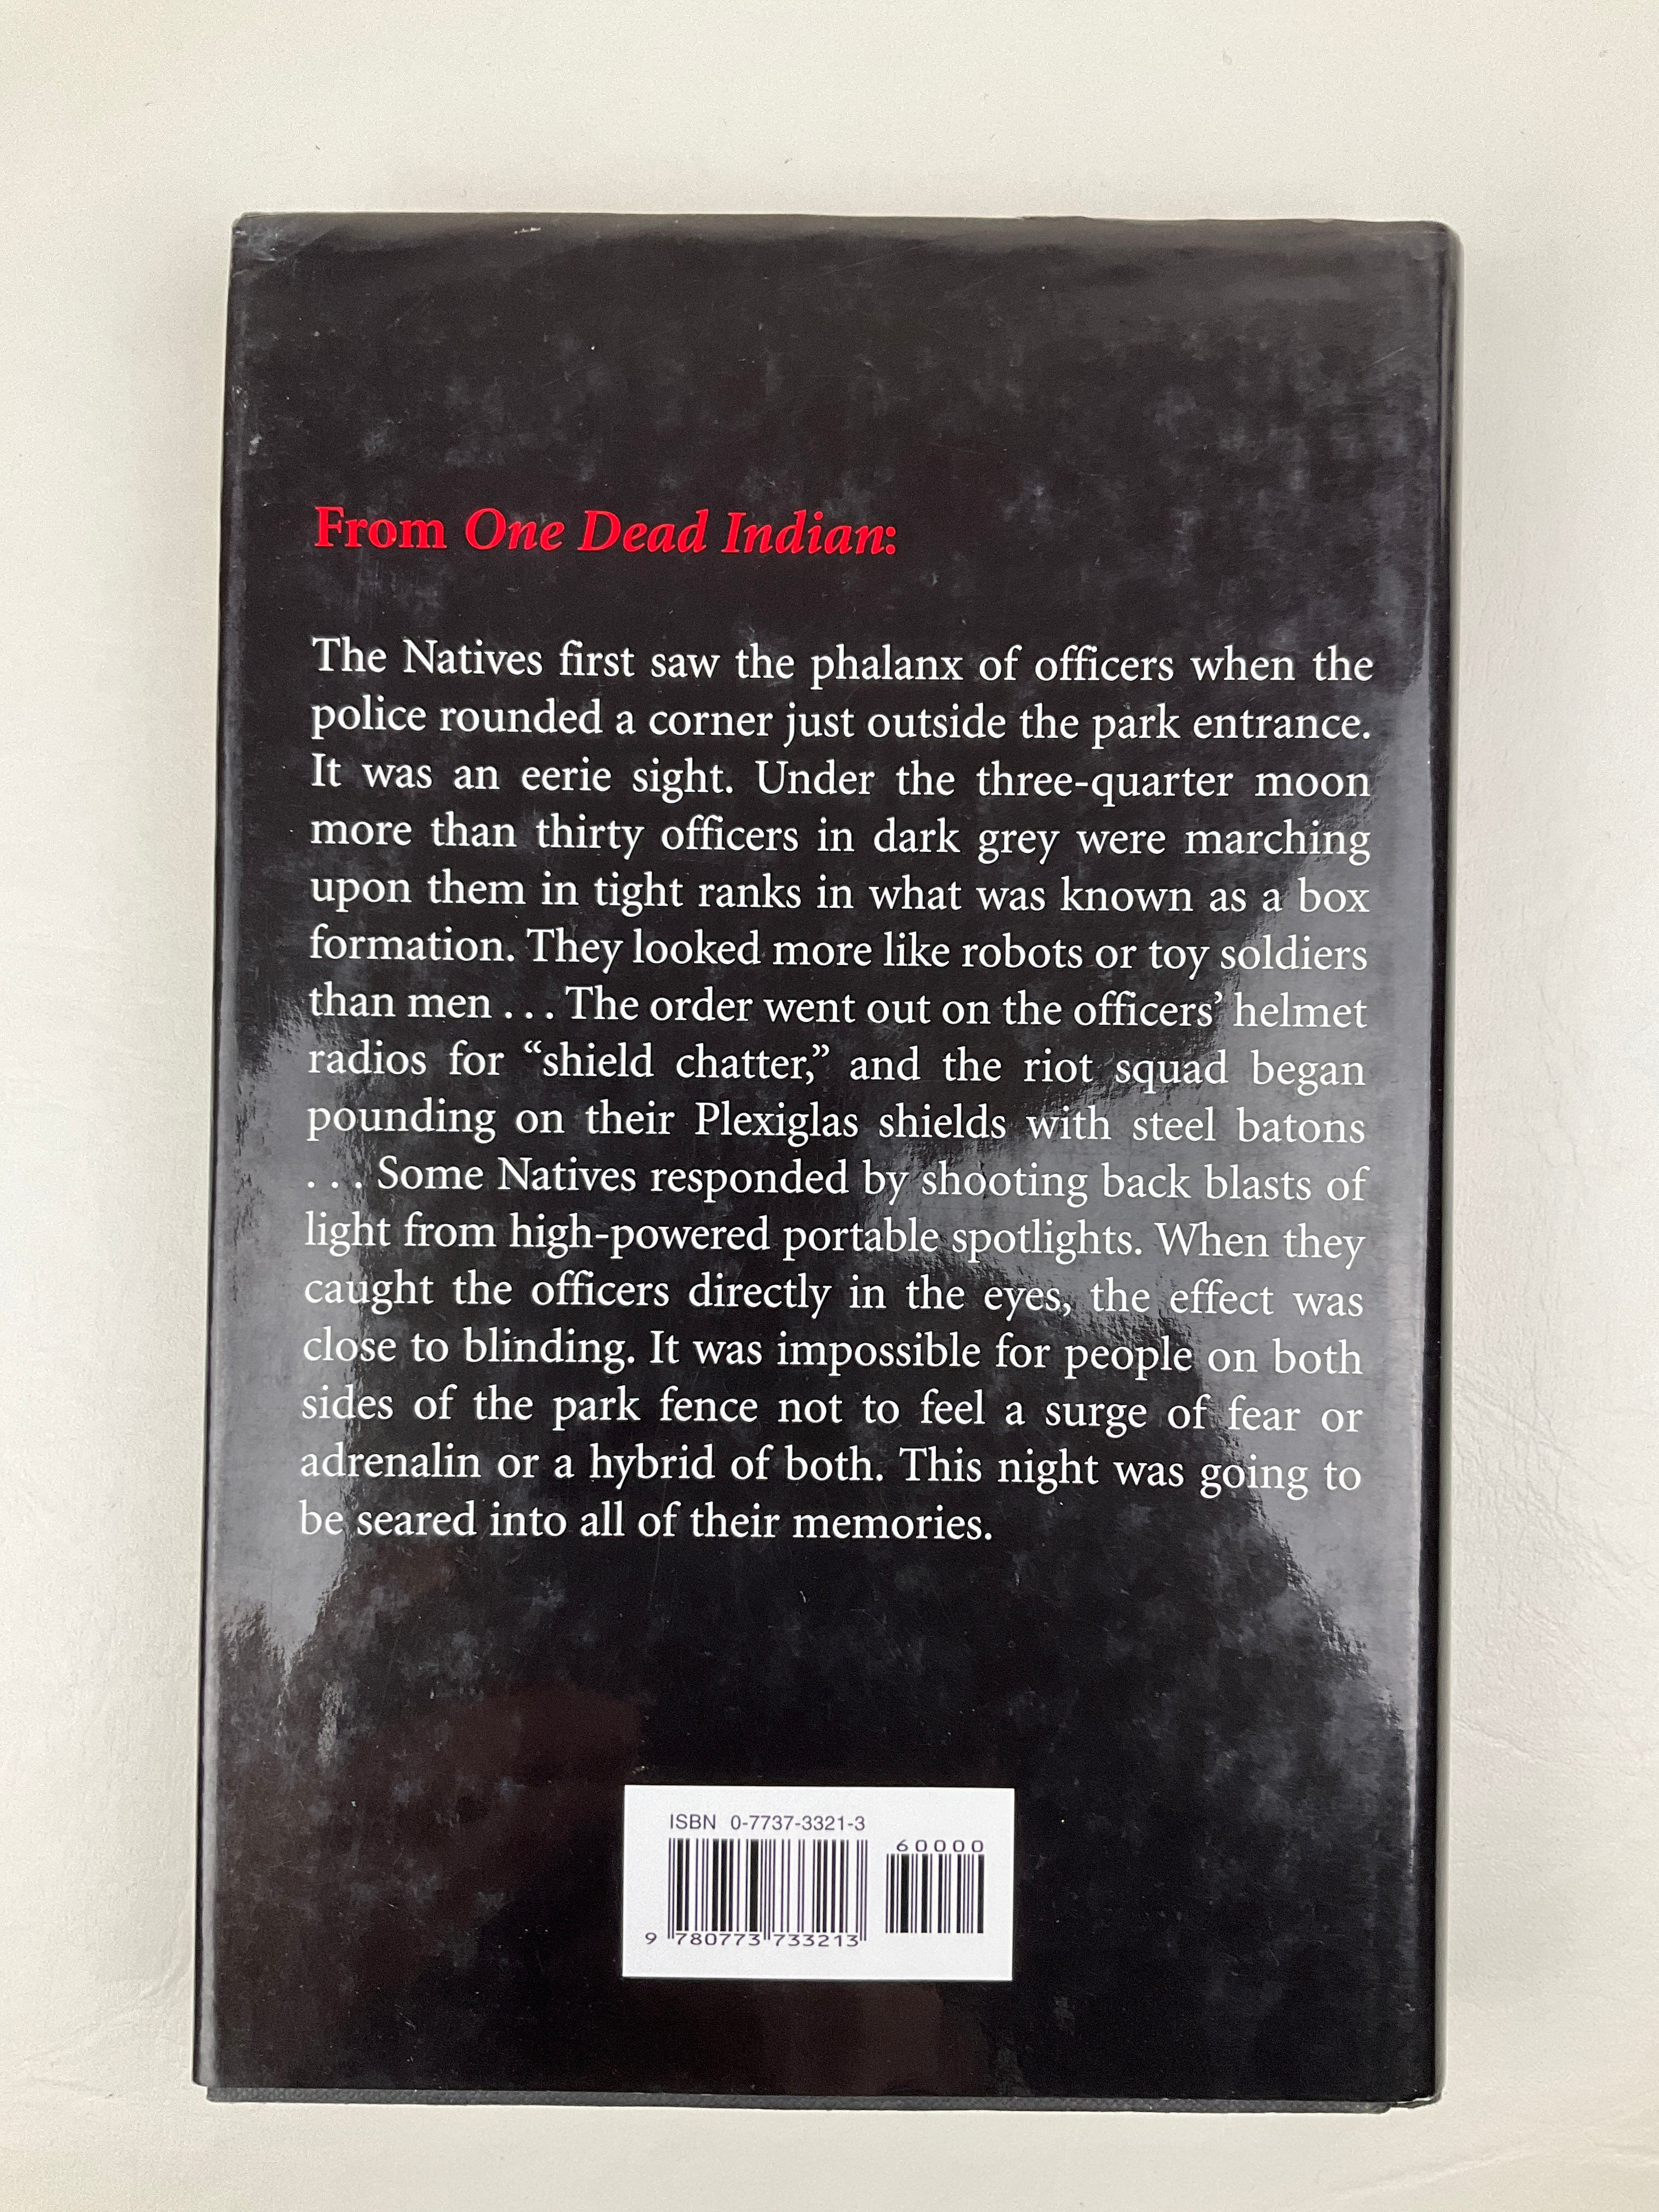 From One Dead Indian:
The Natives first saw the phalanx of officers when the
police rounded a corner just outside the park entrance.
It was an eerie sight. Under the three-quarter moon
more than thirty officers in dark grey were marching
upon them in tight ranks in what was known as a box
formation. They looked more like robots or toy soldiers
than men . . . The order went out on the officers’ helmet
radios for “shield chatter,” and the riot squad began
pounding on their Plexiglas shields with steel batons
. . . Some Natives responded by shooting back blasts of
light from high-powered portable spotlights. When they
caught the officers directly in the eyes, the effect was
close to blinding. It was impossible for people on both
sides of the park fence not to feel a surge of fear or
adrenalin or a hybrid of both. This night was going to
be seared into all of their memories.
ISBN 0-7737-3321-3
60000
9 780773 733213